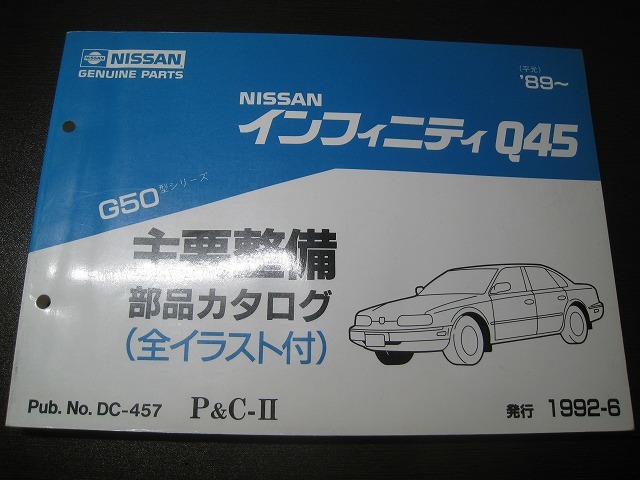 NISSAN
NISSAN
GENUINE PARTS
(平元)
'89~
NISSAN
インフィニティ Q45
G50型シリーズ
主要整備
部品カタログ
(全イラスト付)
Pub. No. DC-457 P&C-II
発行 1992-6